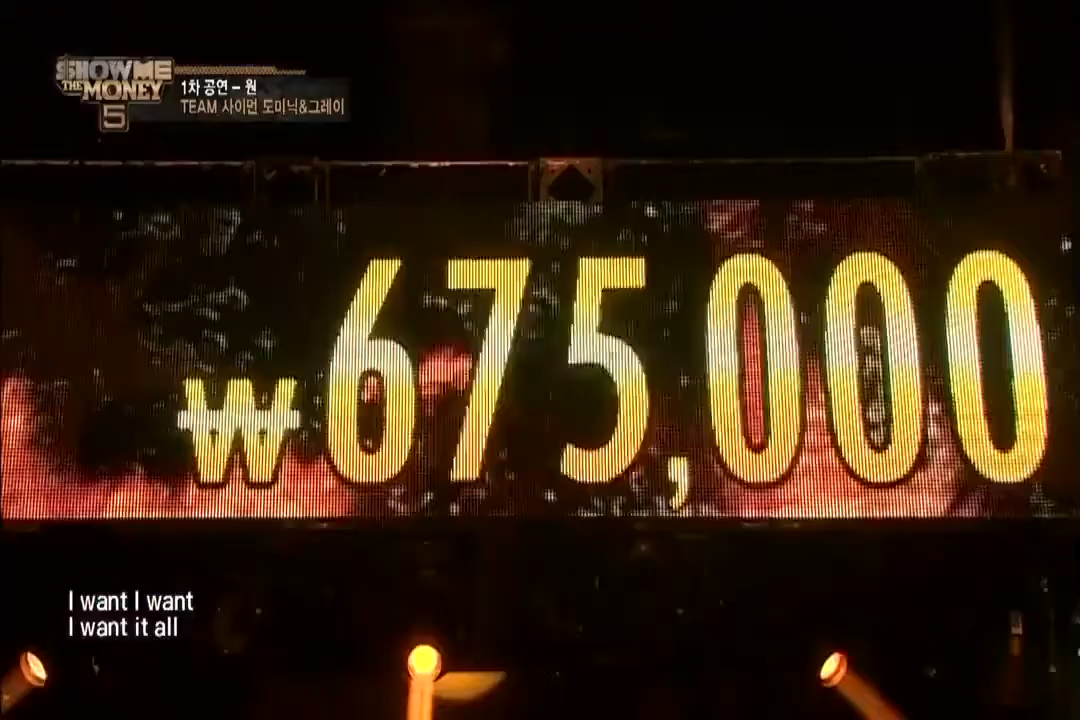 SHOW ME
THE MONEY
5
1차 공연 – 원
TEAM 사이먼 도미닉&그레이
₩675,000
I want I want
I want it all